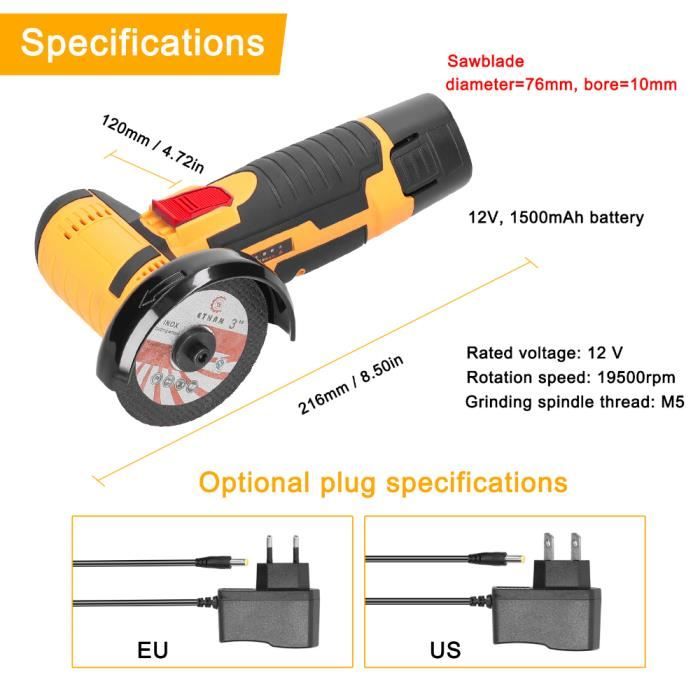 Specifications
Sawblade
diameter=76mm, bore=10mm
120mm / 4.72in
12V, 1500mAh battery
ETHAN
3"
INOX
216mm / 8.50in
Rated voltage: 12 V
Rotation speed: 19500rpm
Grinding spindle thread: M5
Optional plug specifications
EU
US